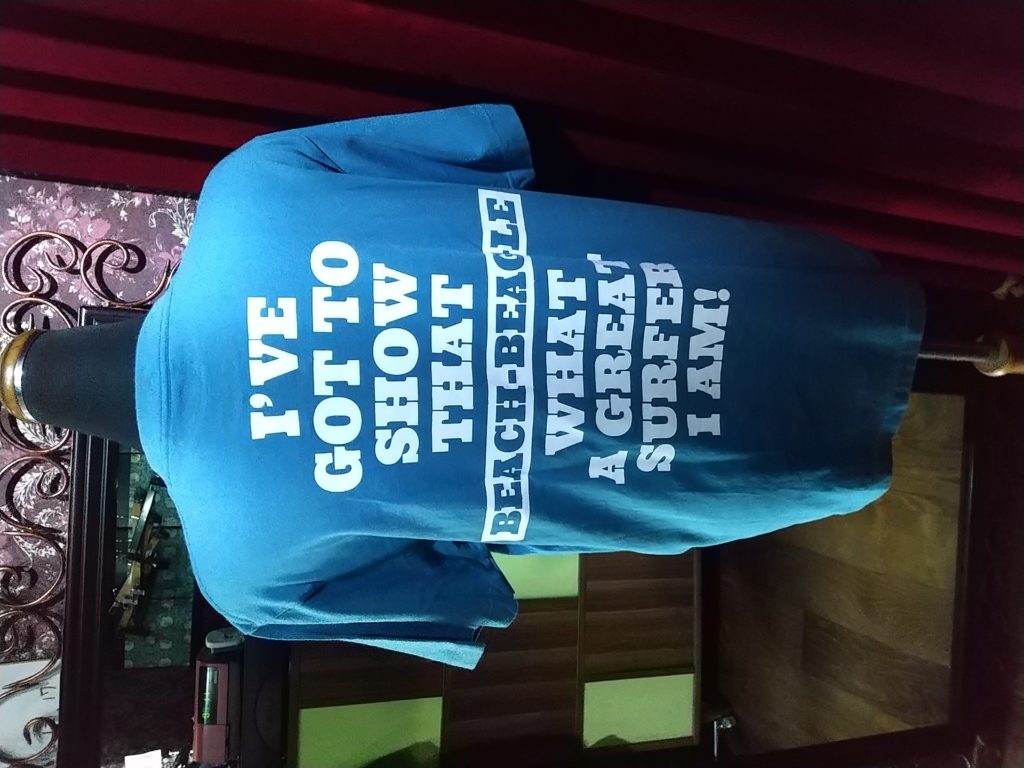 I'VE
GOT TO
SHOW
THAT
BEACH-BEAGLE
WHAT
A GREAT
SURFER
I AM!